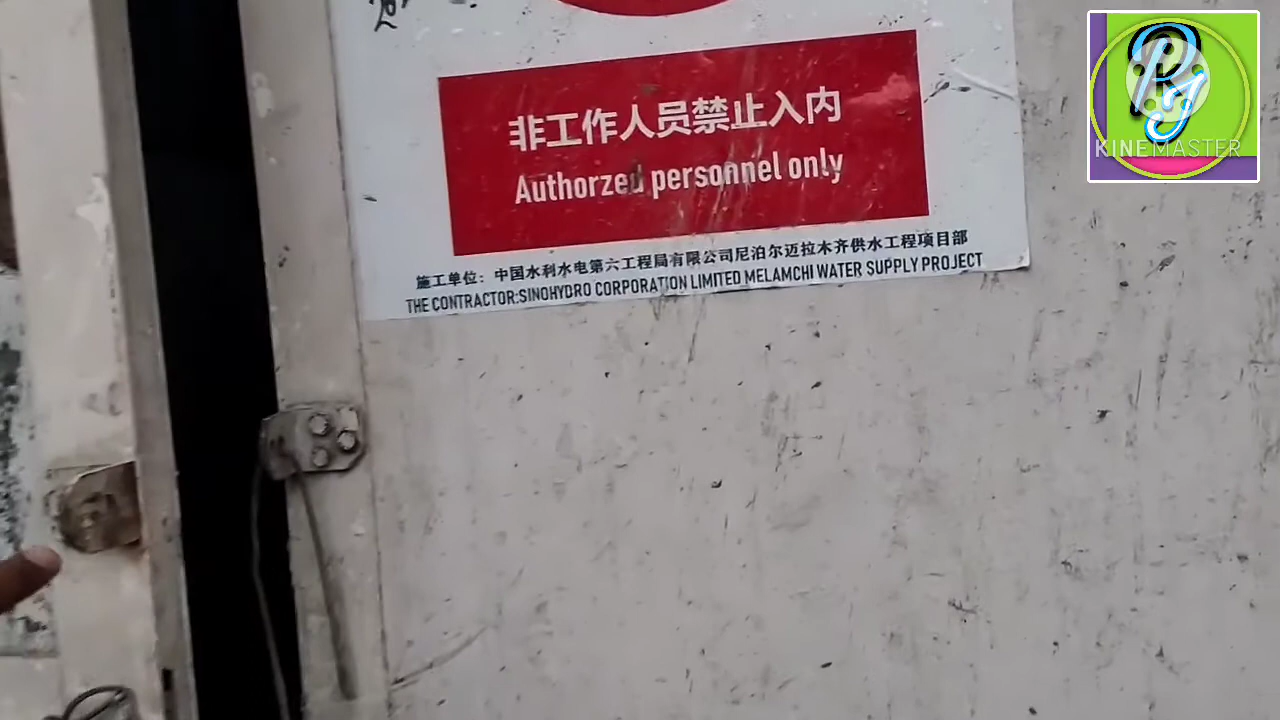 非工作人员禁止入内
Authorzed personnel only
施工单位：中国水利水电第六工程局有限公司尼泊尔迈拉木齐供水工程项目部
THE CONTRACTOR:SINOHYDRO CORPORATION LIMITED MELAMCHI WATER SUPPLY PROJECT
KINEMASTER